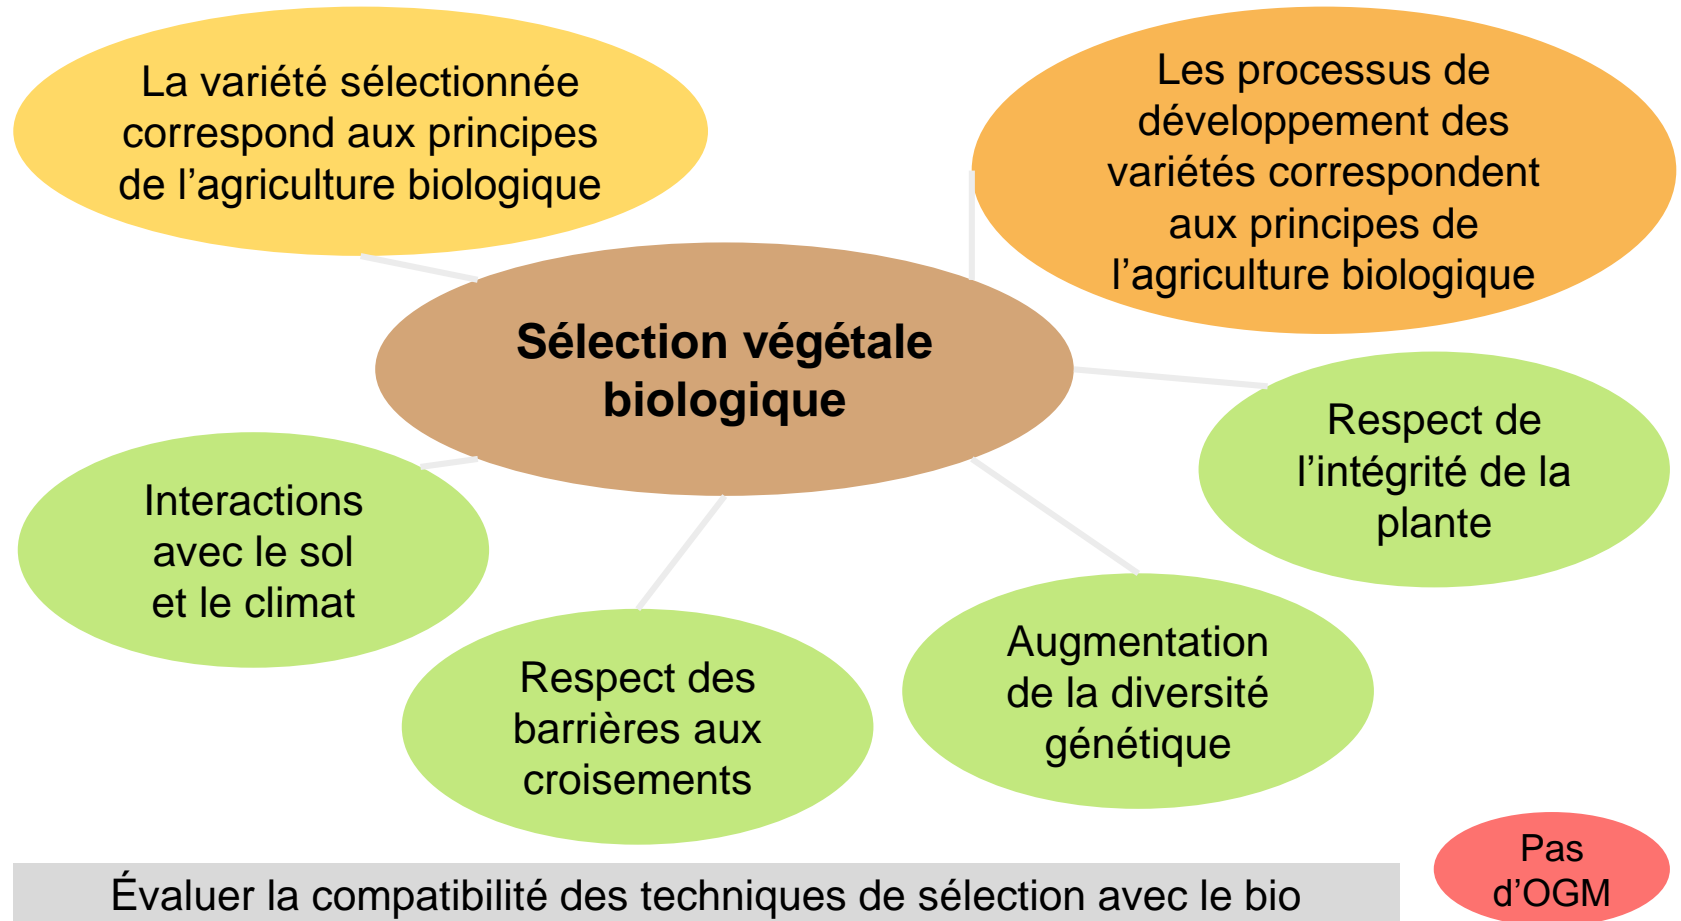 La variété sélectionnée
correspond aux principes
de l’agriculture biologique
Les processus de
développement des
variétés correspondent
aux principes de
l’agriculture biologique
Sélection végétale
biologique
Respect de
l’intégrité de la
plante
Interactions
avec le sol
et le climat
Respect des
barrières aux
croisements
Augmentation
de la diversité
génétique
Pas
d’OGM
Évaluer la compatibilité des techniques de sélection avec le bio